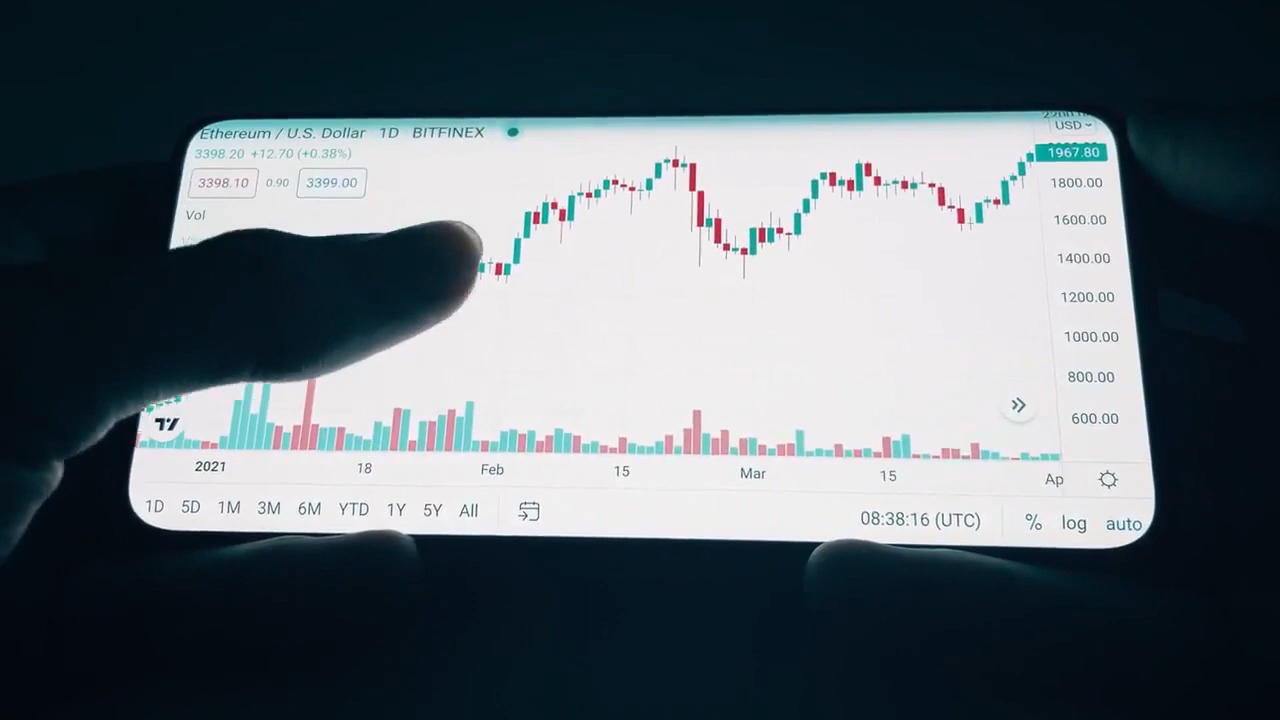 Ethereum / U.S. Dollar 1D BITFINEX
USD
3398.20 +12.70 (+0.38%)
1967.80
3398.10 0.90 3399.00
1800.00
Vol
1600.00
1400.00
1200.00
1000.00
800.00
600.00
2021 18 Feb 15 Mar 15 Ap
1D 5D 1M 3M 6M YTD 1Y 5Y All
08:38:16 (UTC) % log auto